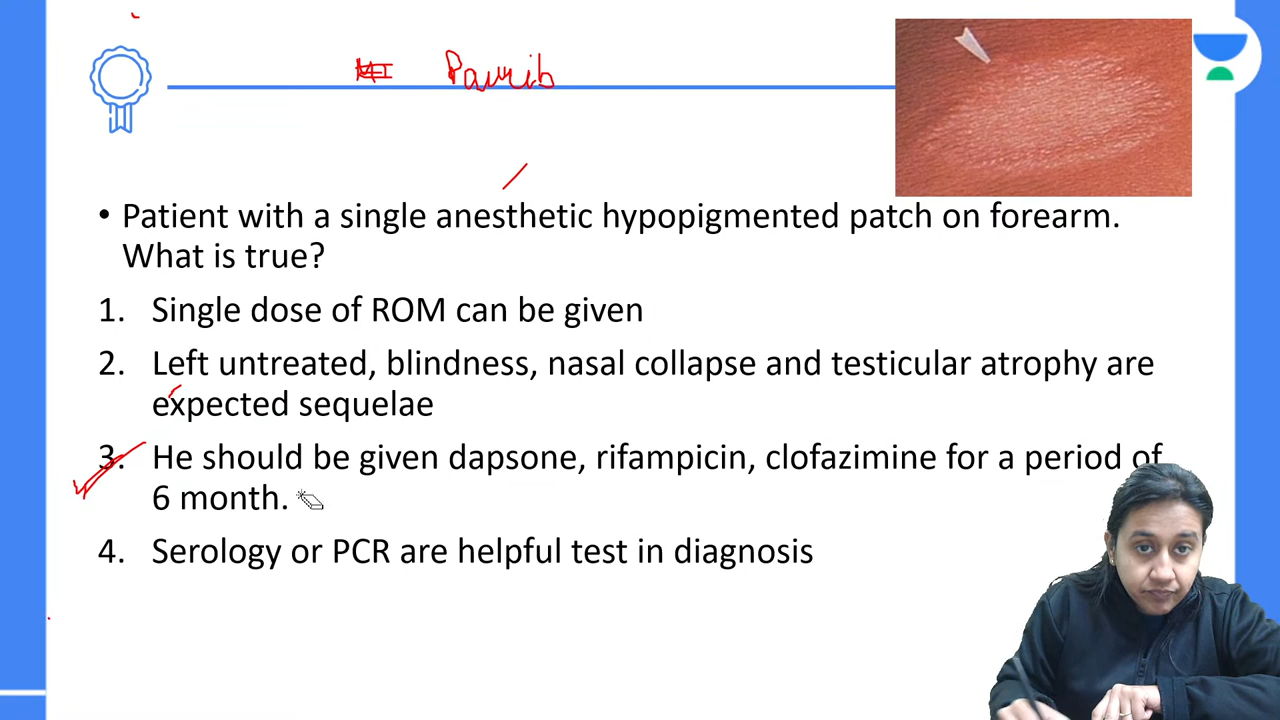 Paurib
• Patient with a single anesthetic hypopigmented patch on forearm.
What is true?
1. Single dose of ROM can be given
2. Left untreated, blindness, nasal collapse and testicular atrophy are
expected sequelae
3. He should be given dapsone, rifampicin, clofazimine for a period of
6 month.
4. Serology or PCR are helpful test in diagnosis